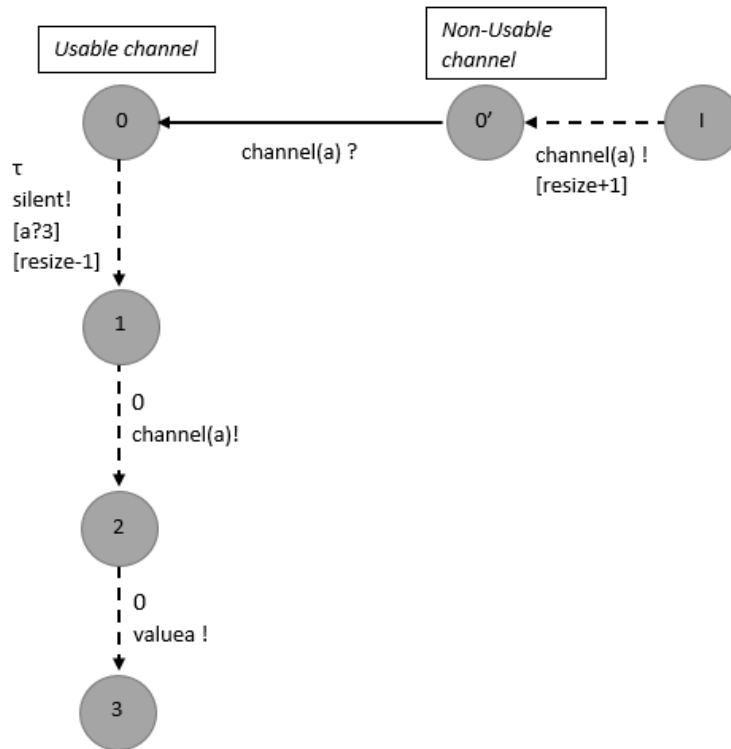 Usable channel
Non-Usable
channel
0
0’
I
channel(a) ?
channel(a) !
[resize+1]
τ
silent!
[a?3]
[resize-1]
1
0
channel(a)!
2
0
valuea !
3